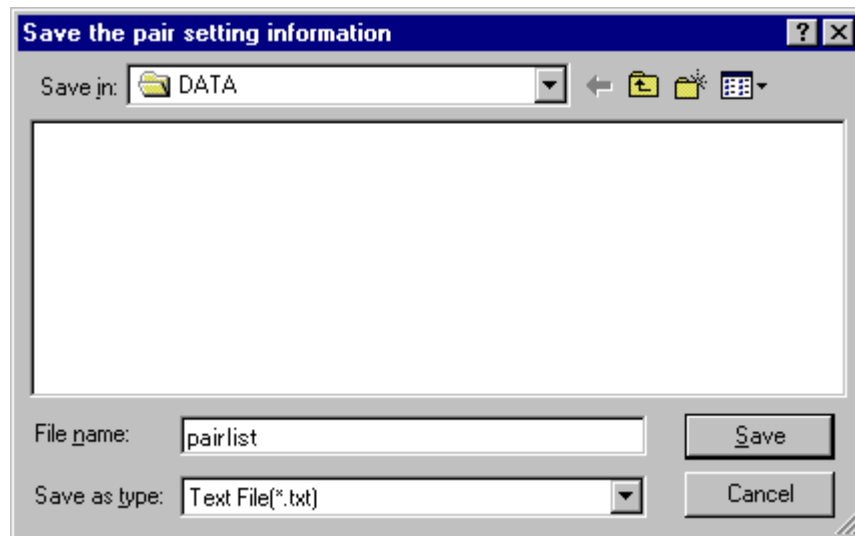 Save the pair setting information
Save in: DATA
File name: pairlist Save
Save as type: Text File(*.txt) Cancel